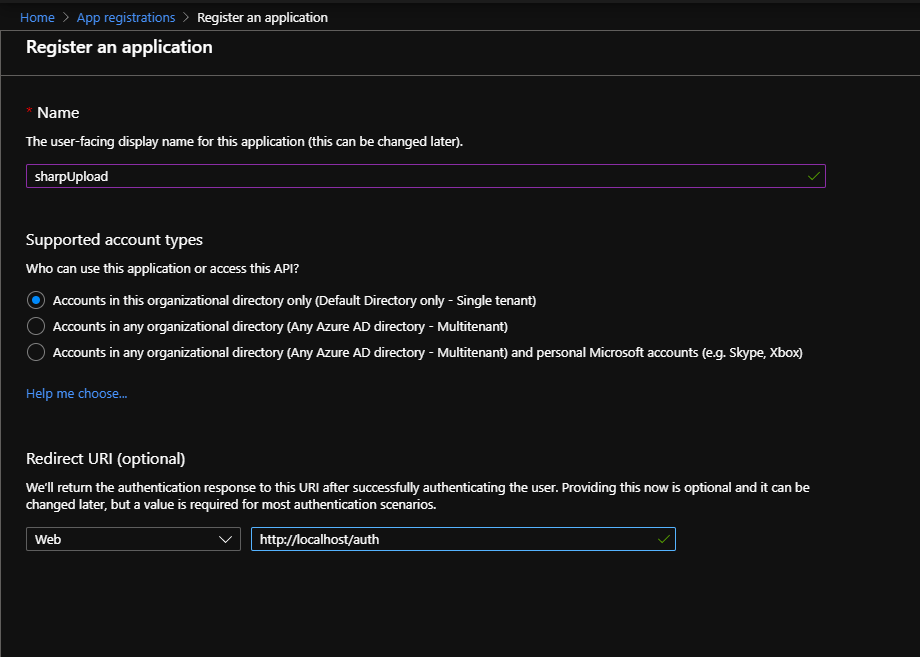 Home > App registrations > Register an application
Register an application
* Name
The user-facing display name for this application (this can be changed later).
sharpUpload
Supported account types
Who can use this application or access this API?
Accounts in this organizational directory only (Default Directory only - Single tenant)
Accounts in any organizational directory (Any Azure AD directory - Multitenant)
Accounts in any organizational directory (Any Azure AD directory - Multitenant) and personal Microsoft accounts (e.g. Skype, Xbox)
Help me choose...
Redirect URI (optional)
We'll return the authentication response to this URI after successfully authenticating the user. Providing this now is optional and it can be
changed later, but a value is required for most authentication scenarios.
Web http://localhost/auth